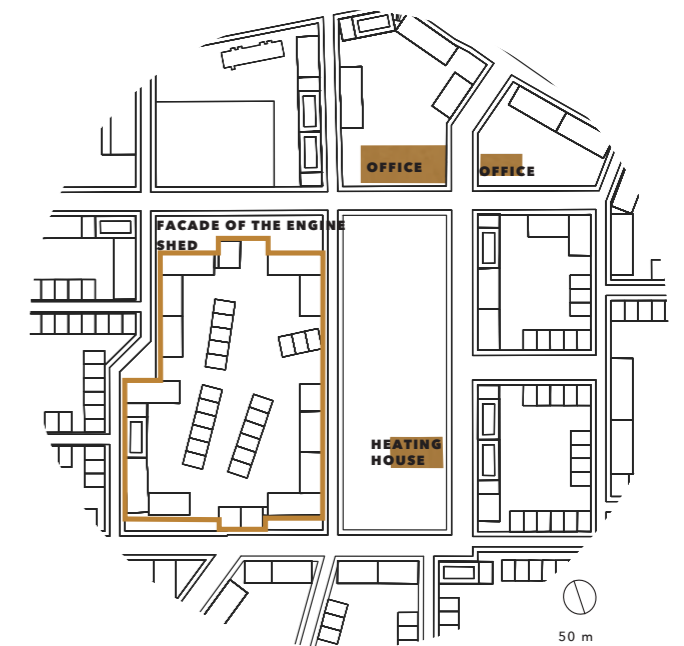 OFFICE
OFFICE
FACADE OF THE ENGINE
SHED
HEATING
HOUSE
50 m